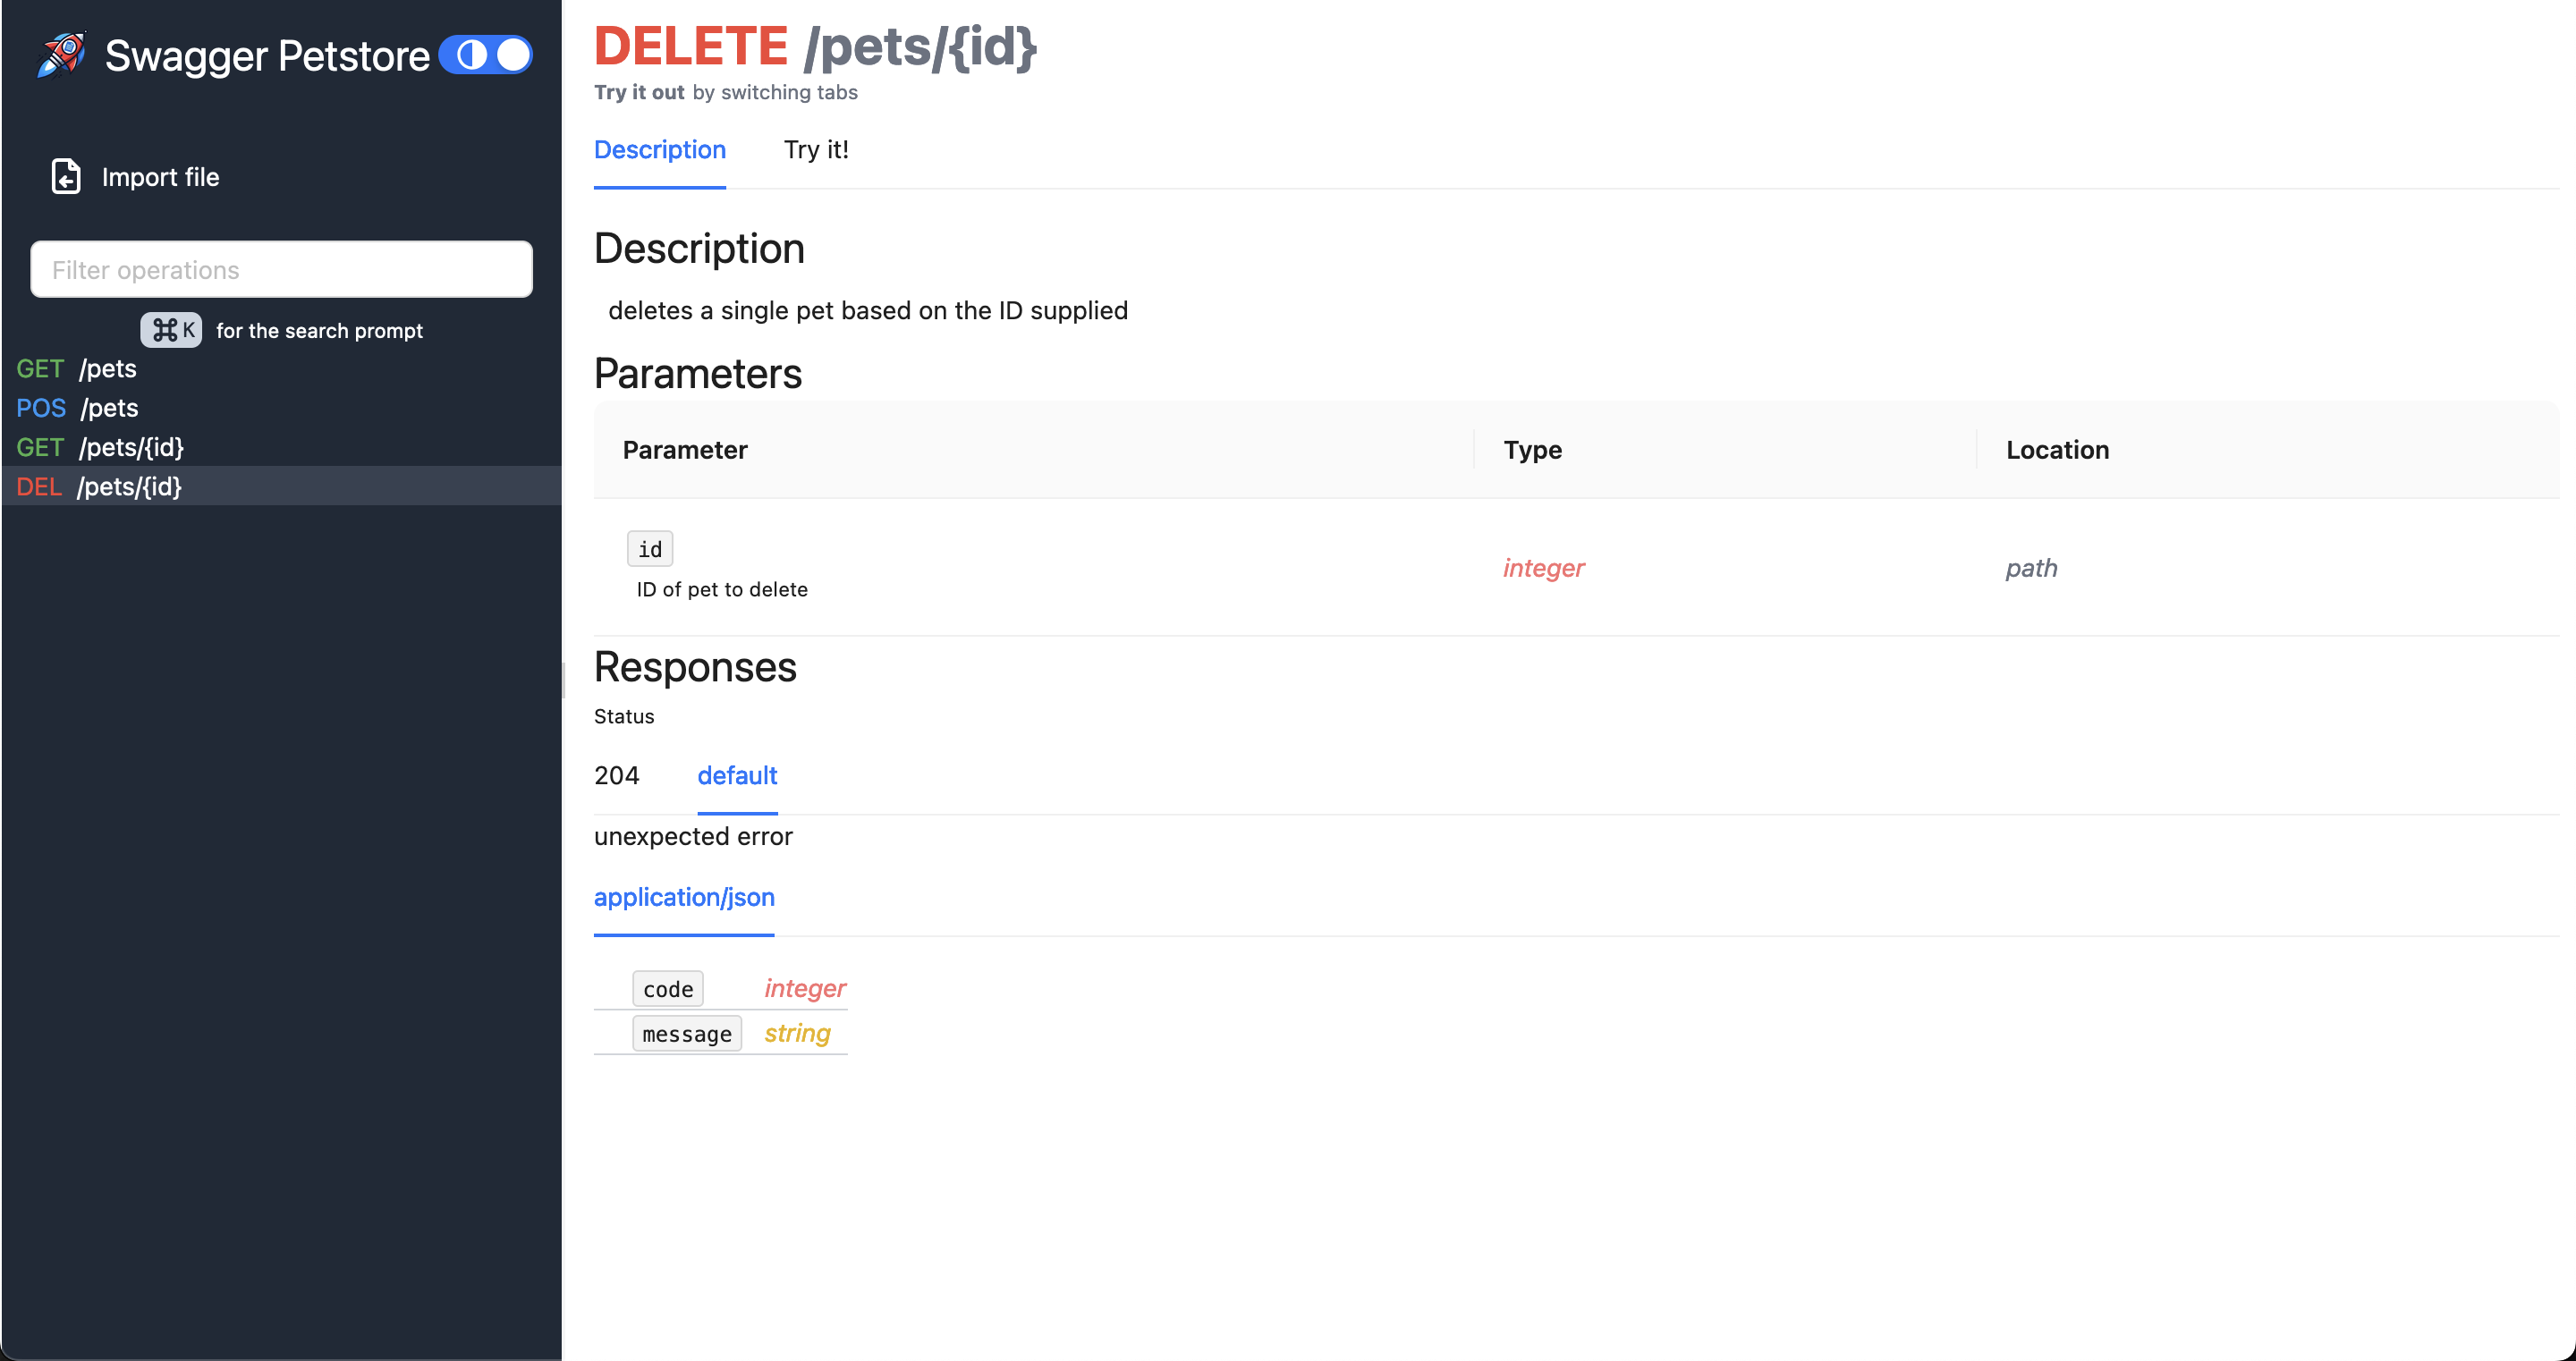 Swagger Petstore
Import file
Filter operations
⌘ K for the search prompt
GET /pets
POS /pets
GET /pets/{id}
DEL /pets/{id}
DELETE /pets/{id}
Try it out by switching tabs
Description Try it!
Description
deletes a single pet based on the ID supplied
Parameters
Parameter Type Location
id
ID of pet to delete
integer path
Responses
Status
204 default
unexpected error
application/json
code integer
message string